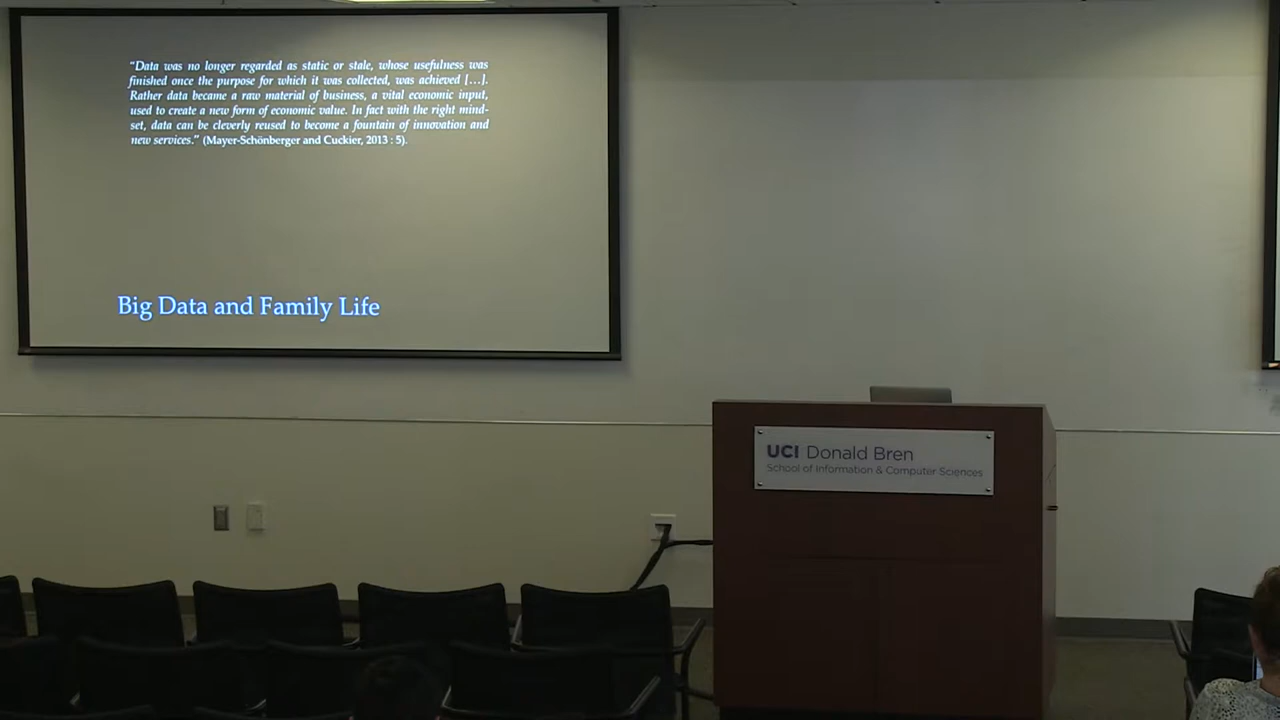 “Data was no longer regarded as static or stale, whose usefulness was
finished once the purpose for which it was collected, was achieved […].
Rather data became a raw material of business, a vital economic input,
used to create a new form of economic value. In fact with the right mind-
set, data can be cleverly reused to become a fountain of innovation and
new services.” (Mayer-Schönberger and Cuckier, 2013 : 5).
Big Data and Family Life
UCI Donald Bren
School of Information & Computer Sciences